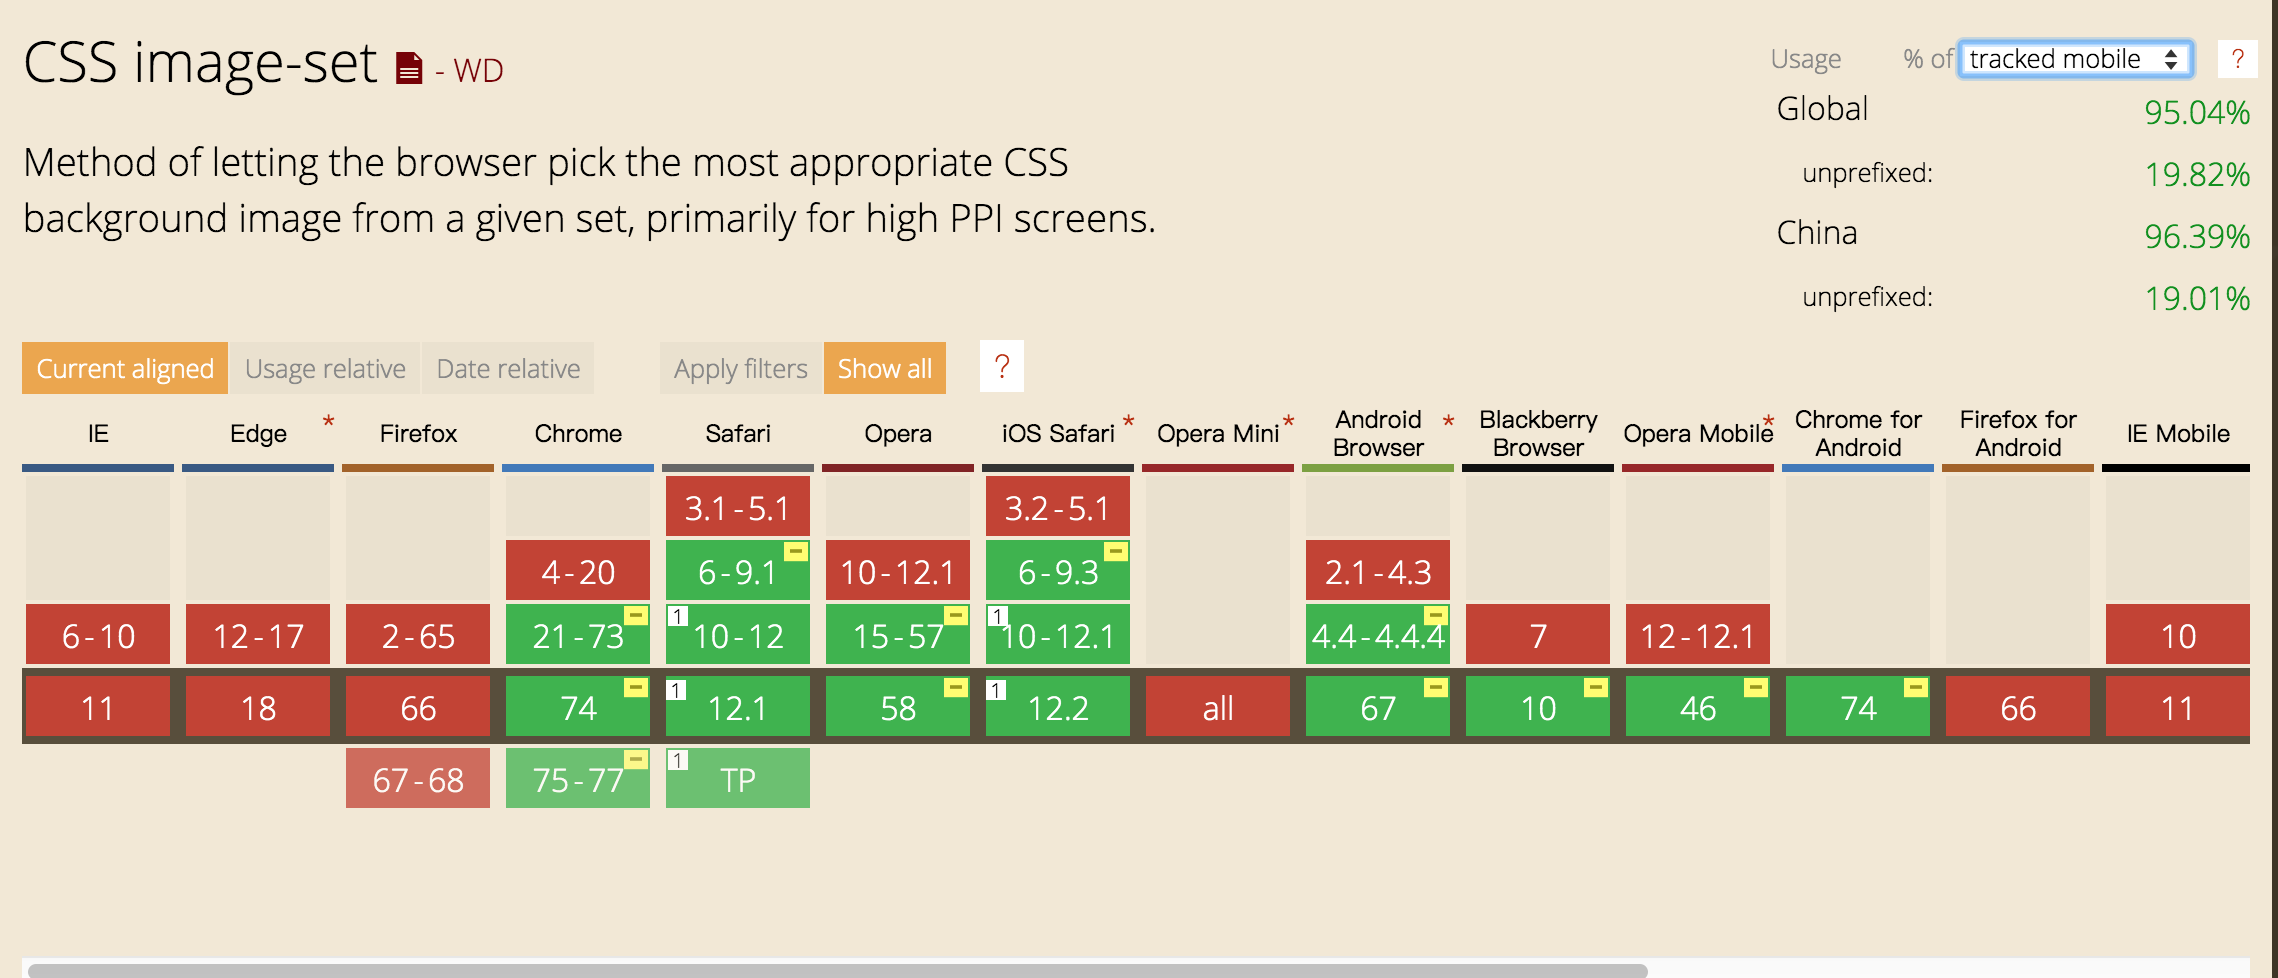 CSS image-set - WD
Usage % of tracked mobile ?
Global 95.04%
unprefixed: 19.82%
China 96.39%
unprefixed: 19.01%
Method of letting the browser pick the most appropriate CSS
background image from a given set, primarily for high PPI screens.
Current aligned Usage relative Date relative Apply filters Show all ?
IE Edge * Firefox Chrome Safari Opera iOS Safari * Opera Mini * Android Browser * Blackberry Browser Opera Mobile * Chrome for Android Firefox for Android IE Mobile
3.1-5.1 3.2-5.1
4-20 6-9.1 10-12.1 6-9.3 2.1-4.3
6-10 12-17 2-65 21-73 1 10-12 15-57 1 10-12.1 4.4-4.4.4 7 12-12.1 10
11 18 66 74 1 12.1 58 1 12.2 all 67 10 46 74 66 11
67-68 75-77 1 TP